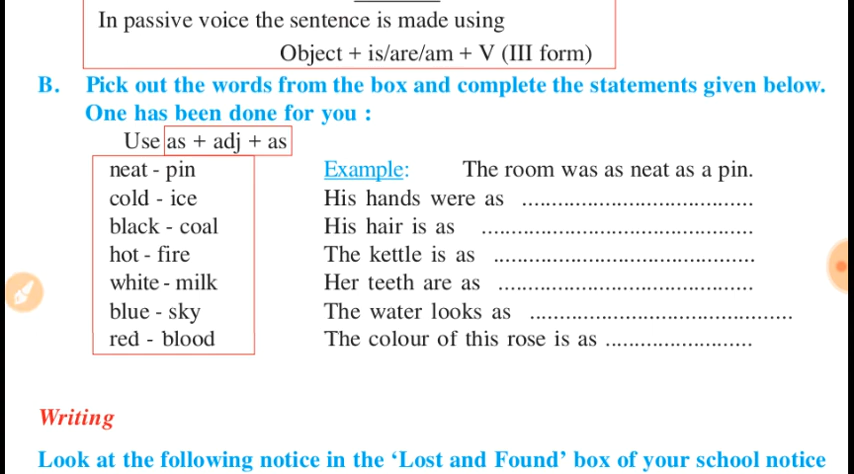 In passive voice the sentence is made using
Object + is/are/am + V (III form)
B. Pick out the words from the box and complete the statements given below.
One has been done for you :
Use as + adj + as
neat - pin Example: The room was as neat as a pin.
cold - ice His hands were as .......................................
black - coal His hair is as ..............................................
hot - fire The kettle is as ............................................
white - milk Her teeth are as ...........................................
blue - sky The water looks as ............................................
red - blood The colour of this rose is as .........................
Writing
Look at the following notice in the ‘Lost and Found’ box of your school notice